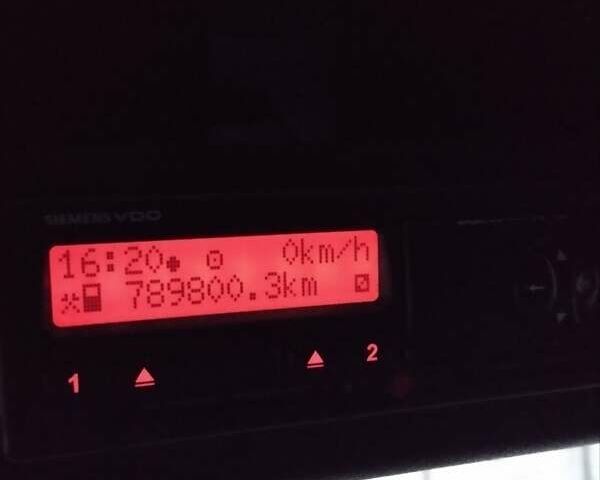 SIEMENS VDO
16:20 0km/h
789800.3km
1 2